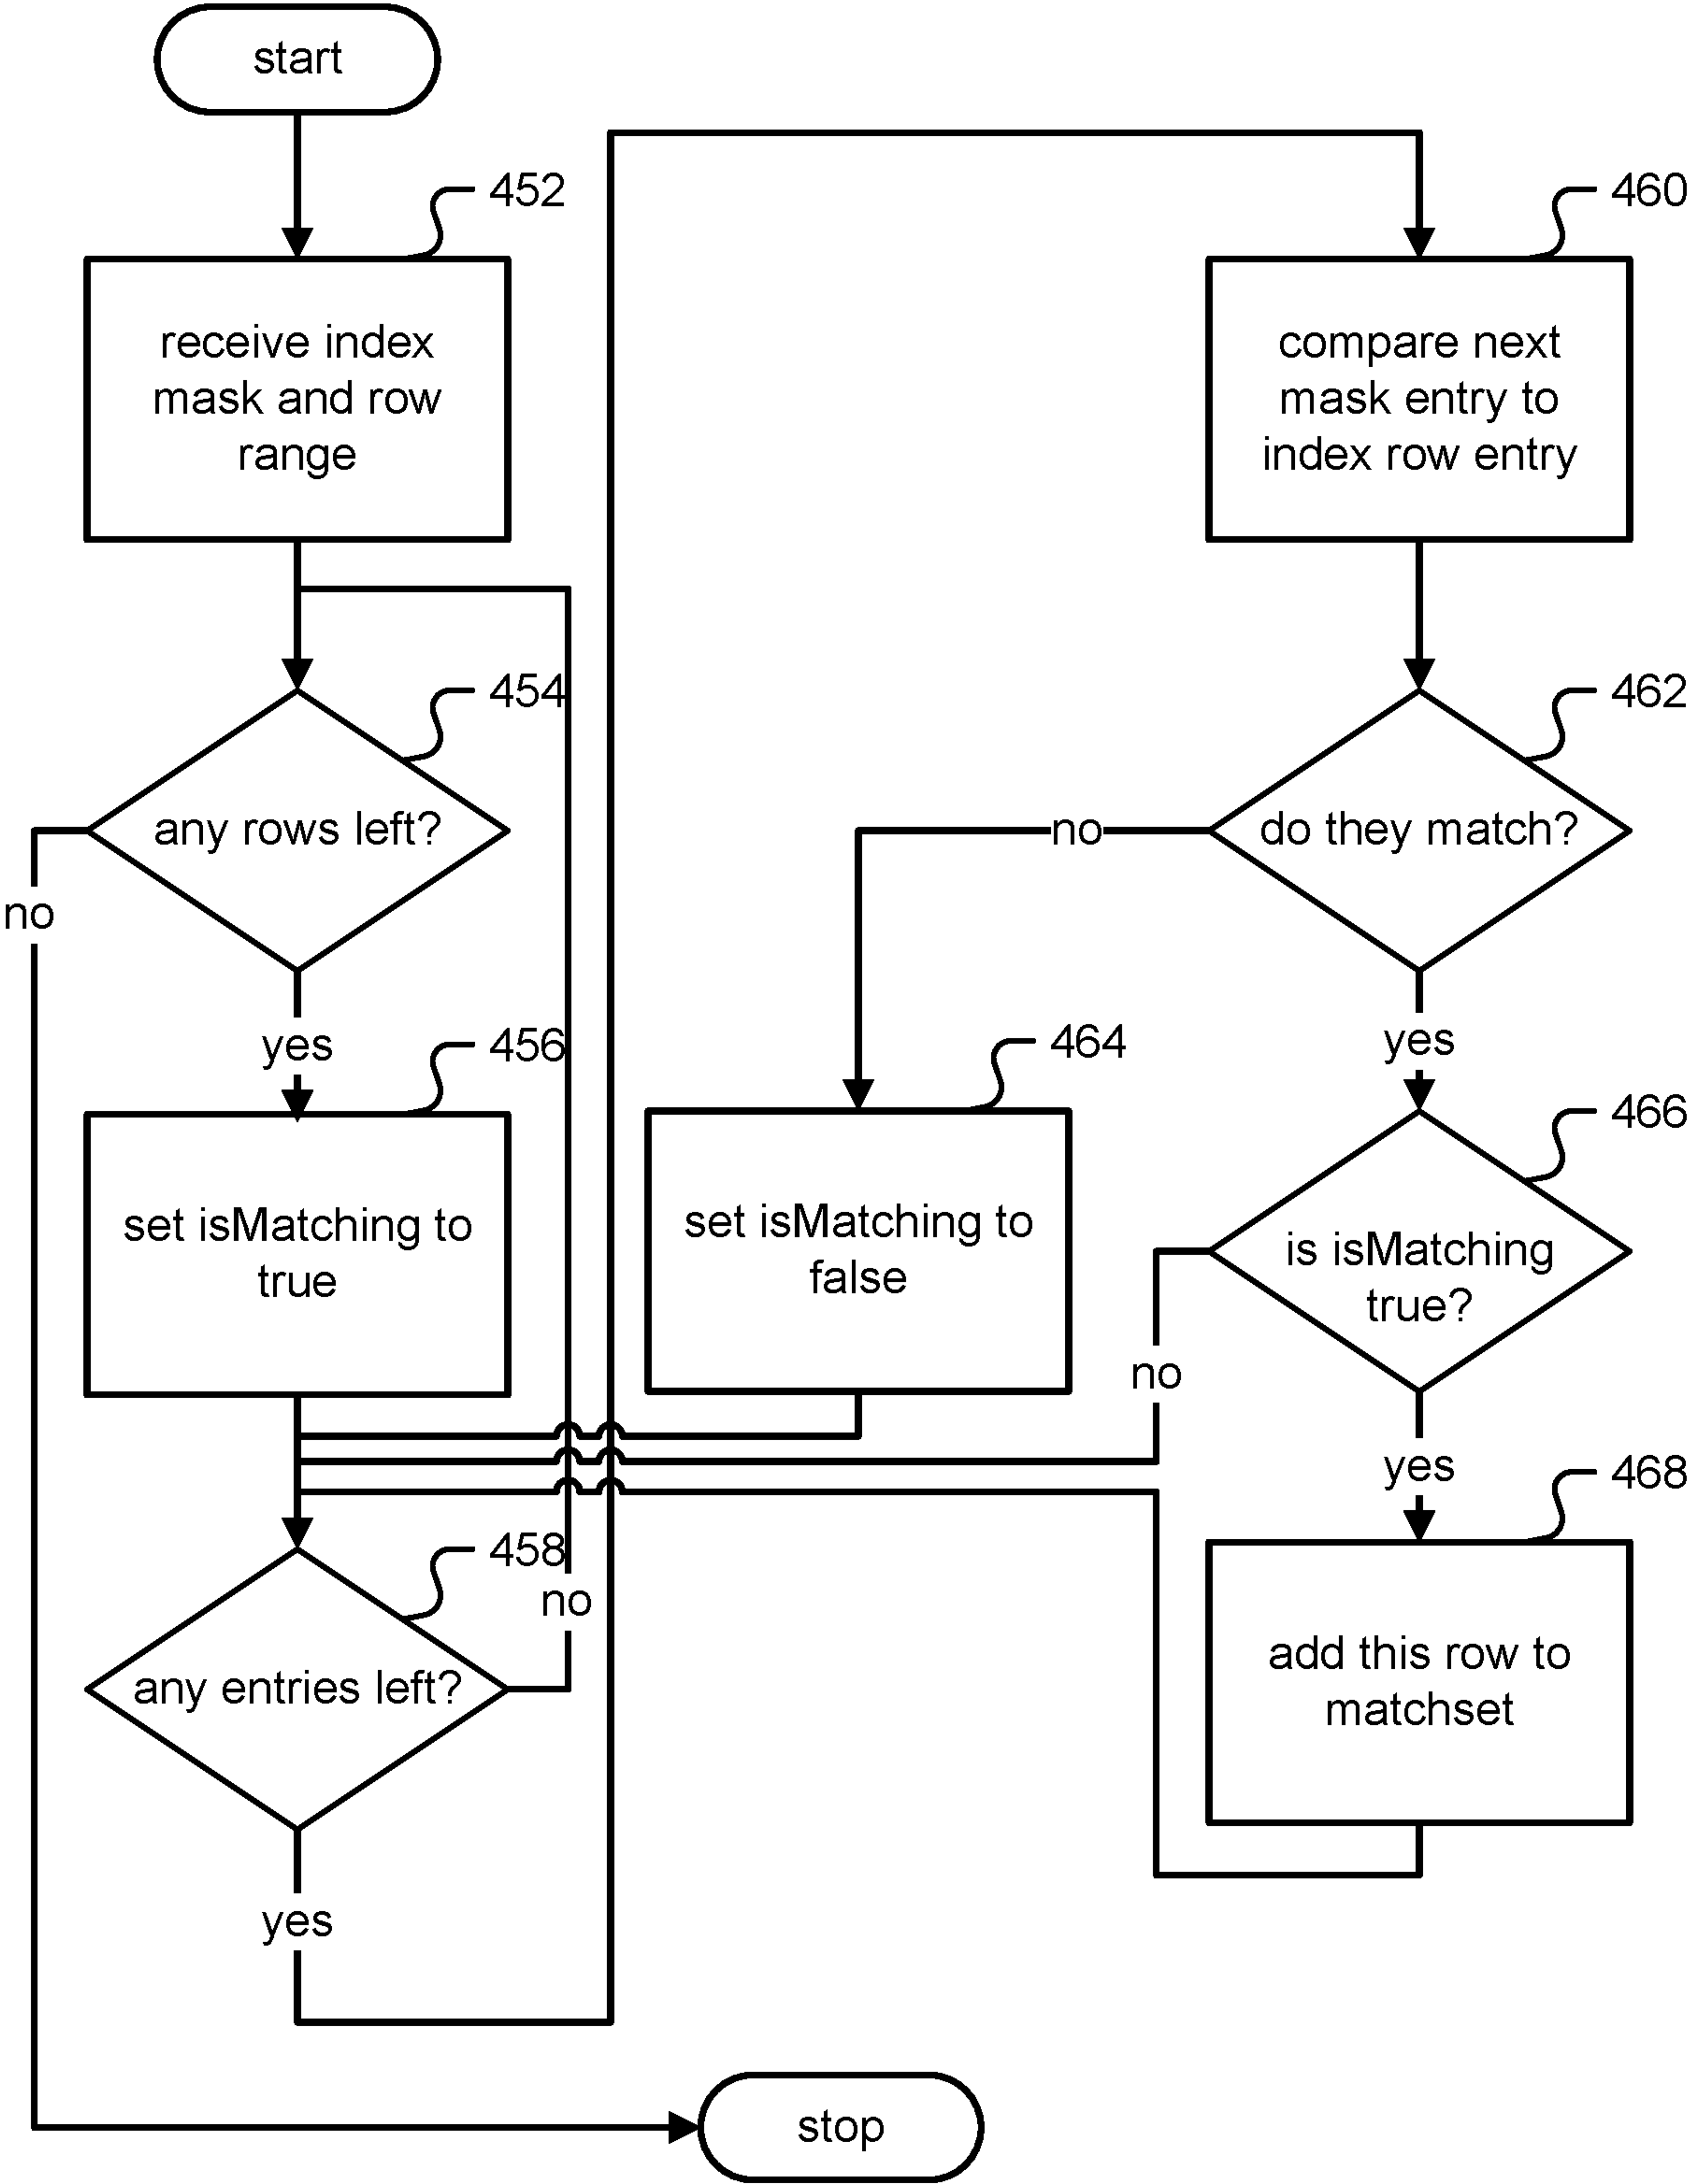 start
452
receive index
mask and row
range
454
any rows left?
no
yes
456
set isMatching to
true
458
any entries left?
no
yes
460
compare next
mask entry to
index row entry
462
do they match?
no
yes
464
set isMatching to
false
466
is isMatching
true?
no
yes
468
add this row to
matchset
stop